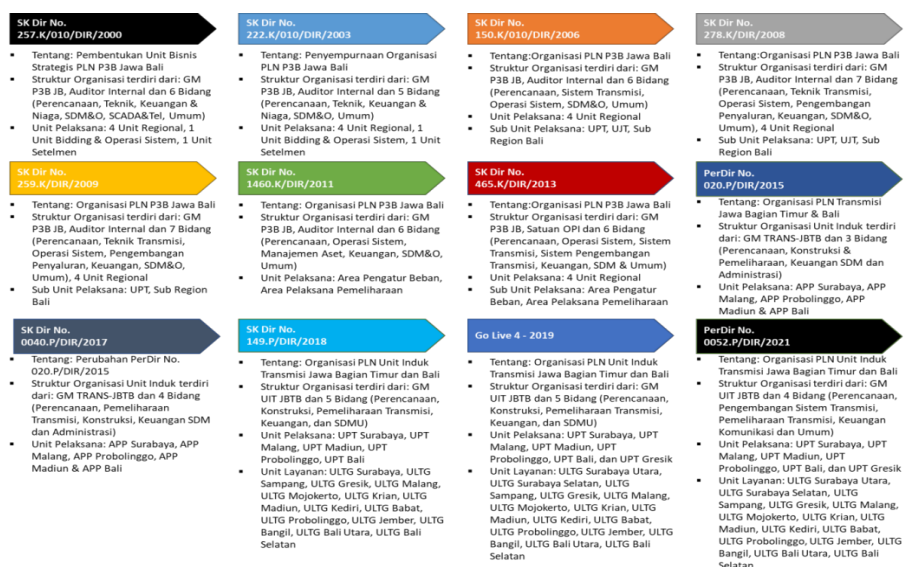 SK Dir No.
257.K/010/DIR/2000
▪ Tentang: Pembentukan Unit Bisnis
Strategis PLN P3B Jawa Bali
▪ Struktur Organisasi terdiri dari: GM
P3B JB, Auditor Internal dan 6 Bidang
(Perencanaan, Teknik, Keuangan &
Niaga, SDM&O, SCADA&Tel, Umum)
▪ Unit Pelaksana: 4 Unit Regional, 1
Unit Bidding & Operasi Sistem, 1 Unit
Setelmen
SK Dir No.
222.K/010/DIR/2003
▪ Tentang: Penyempurnaan Organisasi
PLN P3B Jawa Bali
▪ Struktur Organisasi terdiri dari: GM
P3B JB, Auditor Internal dan 5 Bidang
(Perencanaan, Teknik, Keuangan &
Niaga, SDM&O, Umum)
▪ Unit Pelaksana: 4 Unit Regional, 1
Unit Bidding & Operasi Sistem, 1 Unit
Setelmen
SK Dir No.
150.K/010/DIR/2006
▪ Tentang:Organisasi PLN P3B Jawa Bali
▪ Struktur Organisasi terdiri dari: GM
P3B JB, Auditor Internal dan 6 Bidang
(Perencanaan, Sistem Transmisi,
Operasi Sistem, SDM&O, Umum)
▪ Unit Pelaksana: 4 Unit Regional
▪ Sub Unit Pelaksana: UPT, UJT, Sub
Region Bali
SK Dir No.
278.K/DIR/2008
▪ Tentang:Organisasi PLN P3B Jawa Bali
▪ Struktur Organisasi terdiri dari: GM
P3B JB, Auditor Internal dan 7 Bidang
(Perencanaan, Teknik Transmisi,
Operasi Sistem, Pengembangan
Penyaluran, Keuangan, SDM&O,
Umum), 4 Unit Regional
▪ Sub Unit Pelaksana: UPT, UJT, Sub
Region Bali
SK Dir No.
259.K/DIR/2009
▪ Tentang: Organisasi PLN P3B Jawa Bali
▪ Struktur Organisasi terdiri dari: GM
P3B JB, Auditor Internal dan 7 Bidang
(Perencanaan, Teknik Transmisi,
Operasi Sistem, Pengembangan
Penyaluran, Keuangan, SDM&O,
Umum), 4 Unit Regional
▪ Sub Unit Pelaksana: UPT, Sub Region
Bali
SK Dir No.
1460.K/DIR/2011
▪ Tentang: Organisasi PLN P3B Jawa Bali
▪ Struktur Organisasi terdiri dari: GM
P3B JB, Auditor Internal dan 6 Bidang
(Perencanaan, Operasi Sistem,
Manajemen Aset, Keuangan, SDM&O,
Umum)
▪ Unit Pelaksana: Area Pengatur Beban,
Area Pelaksana Pemeliharaan
SK Dir No.
465.K/DIR/2013
▪ Tentang:Organisasi PLN P3B Jawa Bali
▪ Struktur Organisasi terdiri dari: GM
P3B JB, Satuan OPI dan 6 Bidang
(Perencanaan, Operasi Sistem, Sistem
Transmisi, Sistem Pengembangan
Transmisi, Keuangan, SDM & Umum)
▪ Unit Pelaksana: 4 Unit Regional
▪ Sub Unit Pelaksana: Area Pengatur
Beban, Area Pelaksana Pemeliharaan
PerDir No.
020.P/DIR/2015
▪ Tentang: Organisasi PLN Transmisi
Jawa Bagian Timur & Bali
▪ Struktur Organisasi Unit Induk terdiri
dari: GM TRANS-JBTB dan 3 Bidang
(Perencanaan, Konstruksi &
Pemeliharaan, Keuangan SDM dan
Administrasi)
▪ Unit Pelaksana: APP Surabaya, APP
Malang, APP Probolinggo, APP
Madiun & APP Bali
SK Dir No.
0040.P/DIR/2017
▪ Tentang: Perubahan PerDir No.
020.P/DIR/2015
▪ Struktur Organisasi Unit Induk terdiri
dari: GM TRANS-JBTB dan 4 Bidang
(Perencanaan, Pemeliharaan
Transmisi, Konstruksi, Keuangan SDM
dan Administrasi)
▪ Unit Pelaksana: APP Surabaya, APP
Malang, APP Probolinggo, APP
Madiun & APP Bali
SK Dir No.
149.P/DIR/2018
▪ Tentang: Organisasi PLN Unit Induk
Transmisi Jawa Bagian Timur dan Bali
▪ Struktur Organisasi terdiri dari: GM
UIT JBTB dan 5 Bidang (Perencanaan,
Konstruksi, Pemeliharaan Transmisi,
Keuangan, dan SDMU)
▪ Unit Pelaksana: UPT Surabaya, UPT
Malang, UPT Madiun, UPT
Probolinggo, UPT Bali
▪ Unit Layanan: ULTG Surabaya, ULTG
Sampang, ULTG Gresik, ULTG Malang,
ULTG Mojokerto, ULTG Krian, ULTG
Madiun, ULTG Kediri, ULTG Babat,
ULTG Probolinggo, ULTG Jember, ULTG
Bangil, ULTG Bali Utara, ULTG Bali
Selatan
Go Live 4 - 2019
▪ Tentang: Organisasi PLN Unit Induk
Transmisi Jawa Bagian Timur dan Bali
▪ Struktur Organisasi terdiri dari: GM
UIT JBTB dan 5 Bidang (Perencanaan,
Konstruksi, Pemeliharaan Transmisi,
Keuangan, dan SDMU)
▪ Unit Pelaksana: UPT Surabaya, UPT
Malang, UPT Madiun, UPT
Probolinggo, UPT Bali, dan UPT Gresik
▪ Unit Layanan: ULTG Surabaya Utara,
ULTG Surabaya Selatan, ULTG
Sampang, ULTG Gresik, ULTG Malang,
ULTG Mojokerto, ULTG Krian, ULTG
Madiun, ULTG Kediri, ULTG Babat,
ULTG Probolinggo, ULTG Jember, ULTG
Bangil, ULTG Bali Utara, ULTG Bali
Selatan
PerDir No.
0052.P/DIR/2021
▪ Tentang: Organisasi PLN Unit Induk
Transmisi Jawa Bagian Timur dan Bali
▪ Struktur Organisasi terdiri dari: GM
UIT JBTB dan 4 Bidang (Perencanaan,
Pengembangan Sistem Transmisi,
Pemeliharaan Transmisi, Keuangan
Komunikasi dan Umum)
▪ Unit Pelaksana: UPT Surabaya, UPT
Malang, UPT Madiun, UPT
Probolinggo, UPT Bali, dan UPT Gresik
▪ Unit Layanan: ULTG Surabaya Utara,
ULTG Surabaya Selatan, ULTG
Sampang, ULTG Gresik, ULTG Malang,
ULTG Mojokerto, ULTG Krian, ULTG
Madiun, ULTG Kediri, ULTG Babat,
ULTG Probolinggo, ULTG Jember, ULTG
Bangil, ULTG Bali Utara, ULTG Bali
Selatan